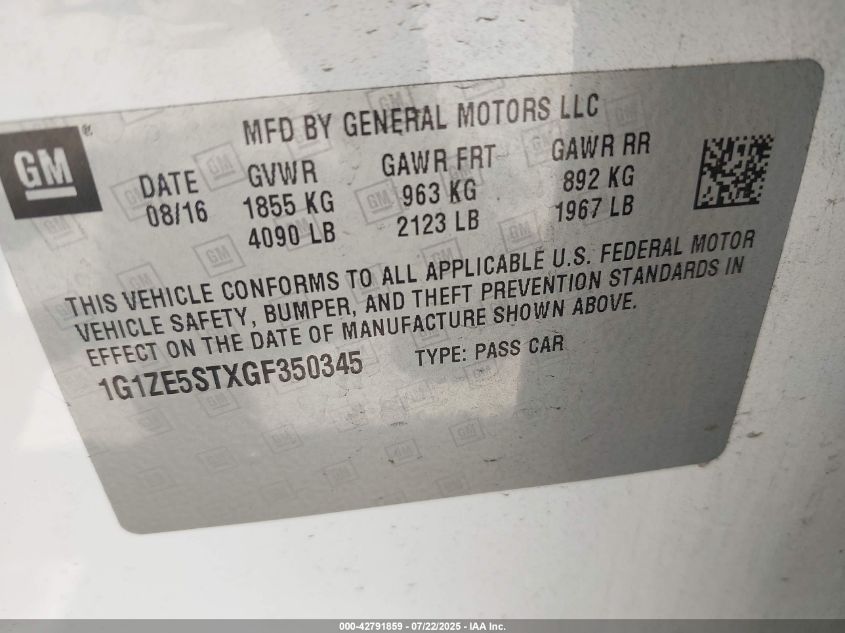 GM®
MFD BY GENERAL MOTORS LLC
DATE GVWR GAWR FRT GAWR RR
08/16 1855 KG 963 KG 892 KG
4090 LB 2123 LB 1967 LB
THIS VEHICLE CONFORMS TO ALL APPLICABLE U.S. FEDERAL MOTOR
VEHICLE SAFETY, BUMPER, AND THEFT PREVENTION STANDARDS IN
EFFECT ON THE DATE OF MANUFACTURE SHOWN ABOVE.
1G1ZE5STXGF350345 TYPE: PASS CAR
000-42791859 - 07/22/2025 - IAA Inc.